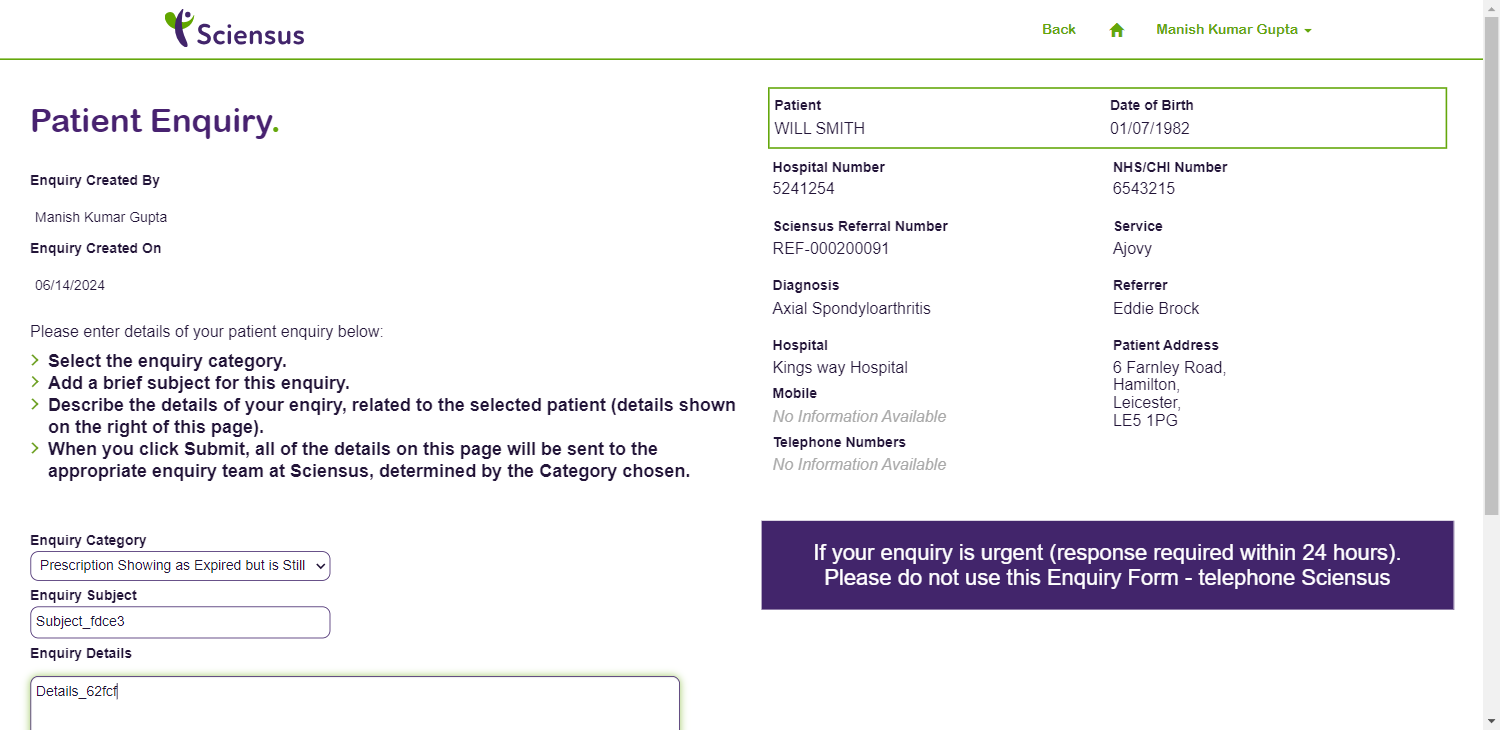 Sciensus
Back
Manish Kumar Gupta
Patient Enquiry.
Enquiry Created By
Manish Kumar Gupta
Enquiry Created On
06/14/2024
Please enter details of your patient enquiry below:
Select the enquiry category.
Add a brief subject for this enquiry.
Describe the details of your enqiry, related to the selected patient (details shown
on the right of this page).
When you click Submit, all of the details on this page will be sent to the
appropriate enquiry team at Sciensus, determined by the Category chosen.
Enquiry Category
Prescription Showing as Expired but is Still
Enquiry Subject
Subject_fdce3
Enquiry Details
Details_62fcf
Patient
WILL SMITH
Date of Birth
01/07/1982
Hospital Number
5241254
NHS/CHI Number
6543215
Sciensus Referral Number
REF-000200091
Service
Ajovy
Diagnosis
Axial Spondyloarthritis
Referrer
Eddie Brock
Hospital
Kings way Hospital
Patient Address
6 Farnley Road,
Hamilton,
Leicester,
LE5 1PG
Mobile
No Information Available
Telephone Numbers
No Information Available
If your enquiry is urgent (response required within 24 hours).
Please do not use this Enquiry Form - telephone Sciensus